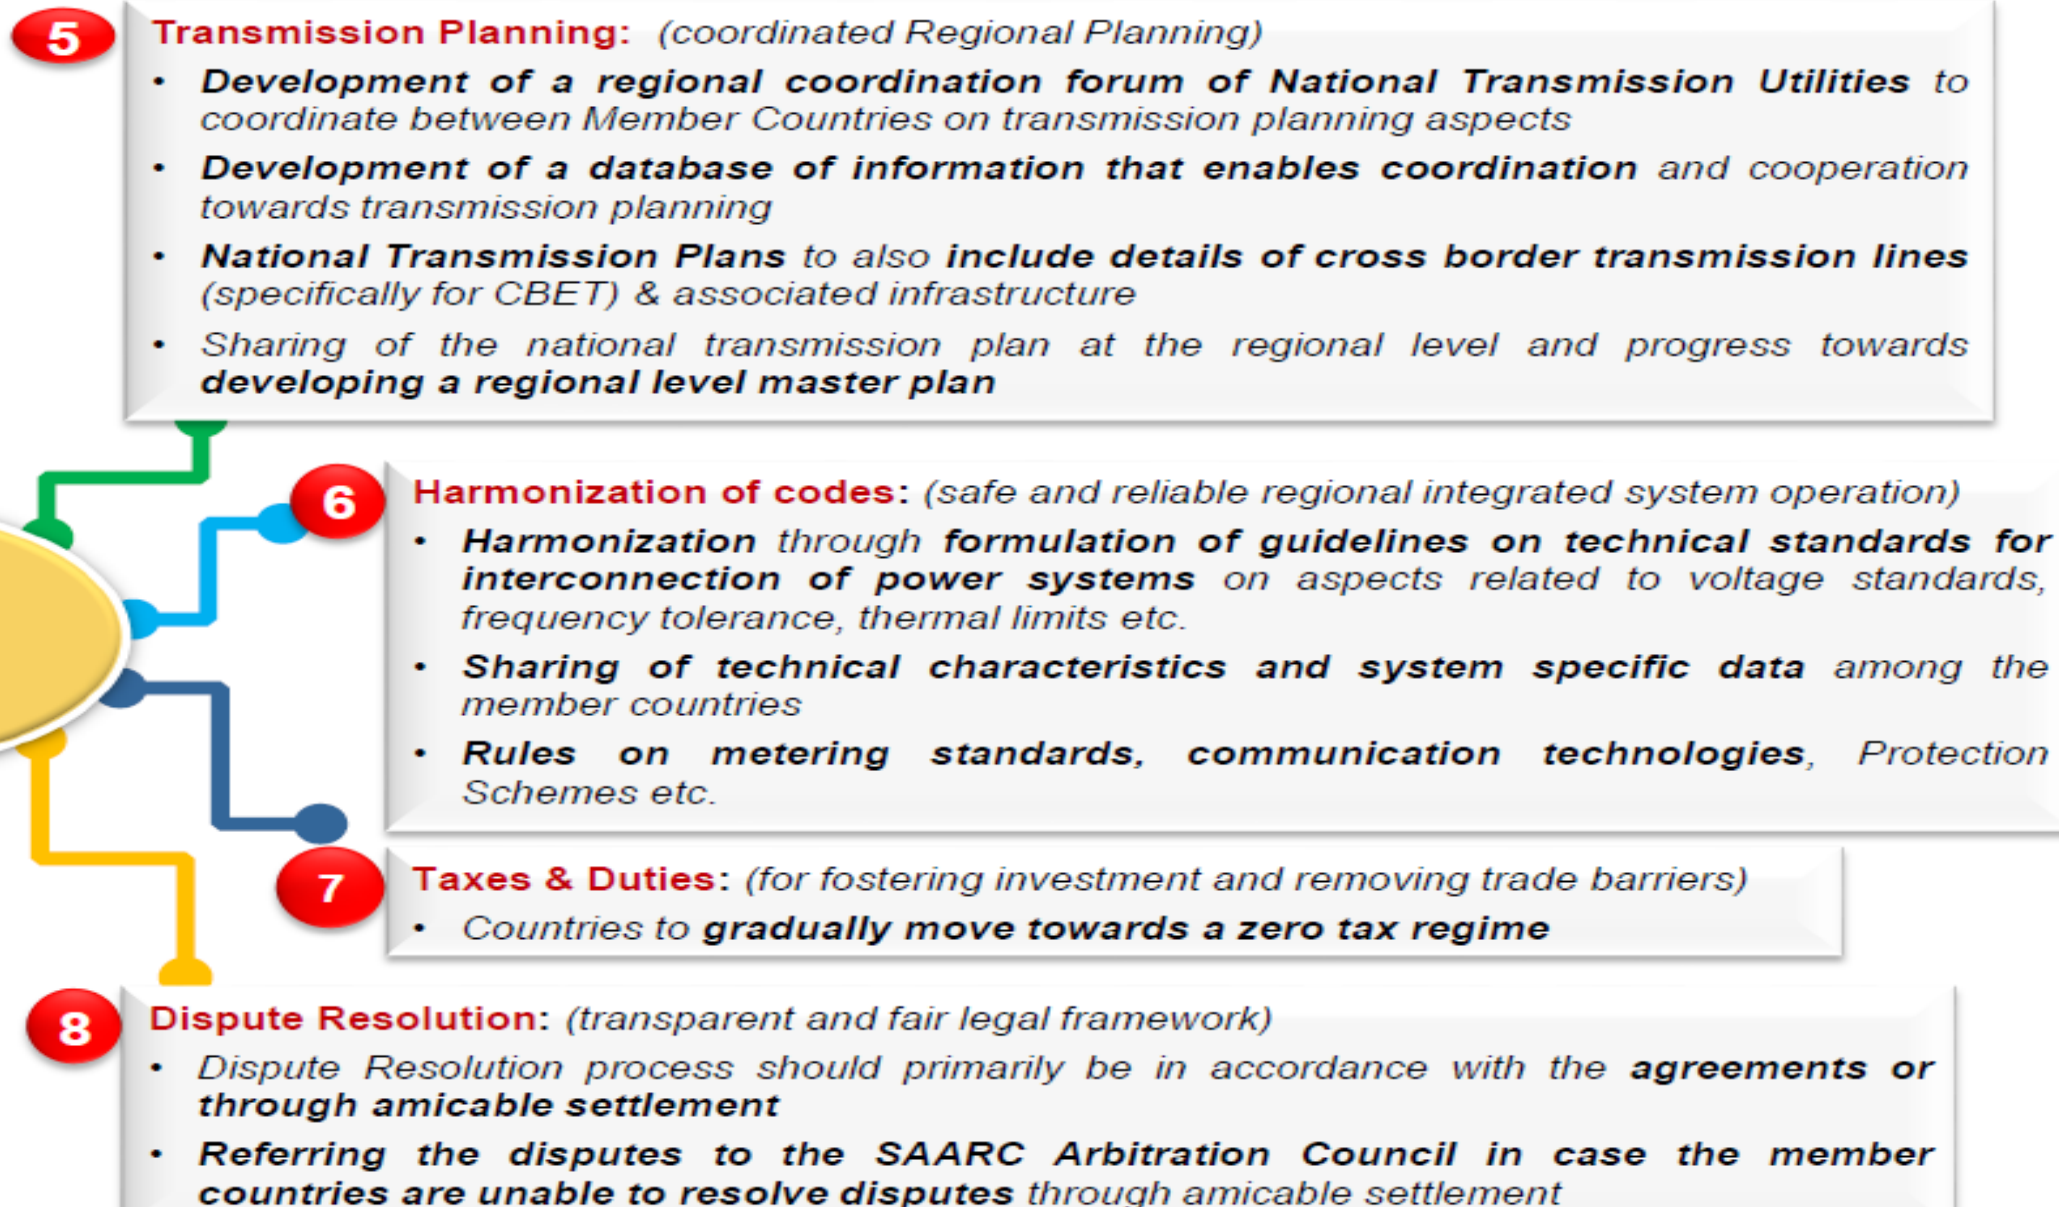 5
Transmission Planning: (coordinated Regional Planning)
• Development of a regional coordination forum of National Transmission Utilities to
coordinate between Member Countries on transmission planning aspects
• Development of a database of information that enables coordination and cooperation
towards transmission planning
• National Transmission Plans to also include details of cross border transmission lines
(specifically for CBET) & associated infrastructure
• Sharing of the national transmission plan at the regional level and progress towards
developing a regional level master plan
6
Harmonization of codes: (safe and reliable regional integrated system operation)
• Harmonization through formulation of guidelines on technical standards for
interconnection of power systems on aspects related to voltage standards,
frequency tolerance, thermal limits etc.
• Sharing of technical characteristics and system specific data among the
member countries
• Rules on metering standards, communication technologies, Protection
Schemes etc.
7
Taxes & Duties: (for fostering investment and removing trade barriers)
• Countries to gradually move towards a zero tax regime
8
Dispute Resolution: (transparent and fair legal framework)
• Dispute Resolution process should primarily be in accordance with the agreements or
through amicable settlement
• Referring the disputes to the SAARC Arbitration Council in case the member
countries are unable to resolve disputes through amicable settlement